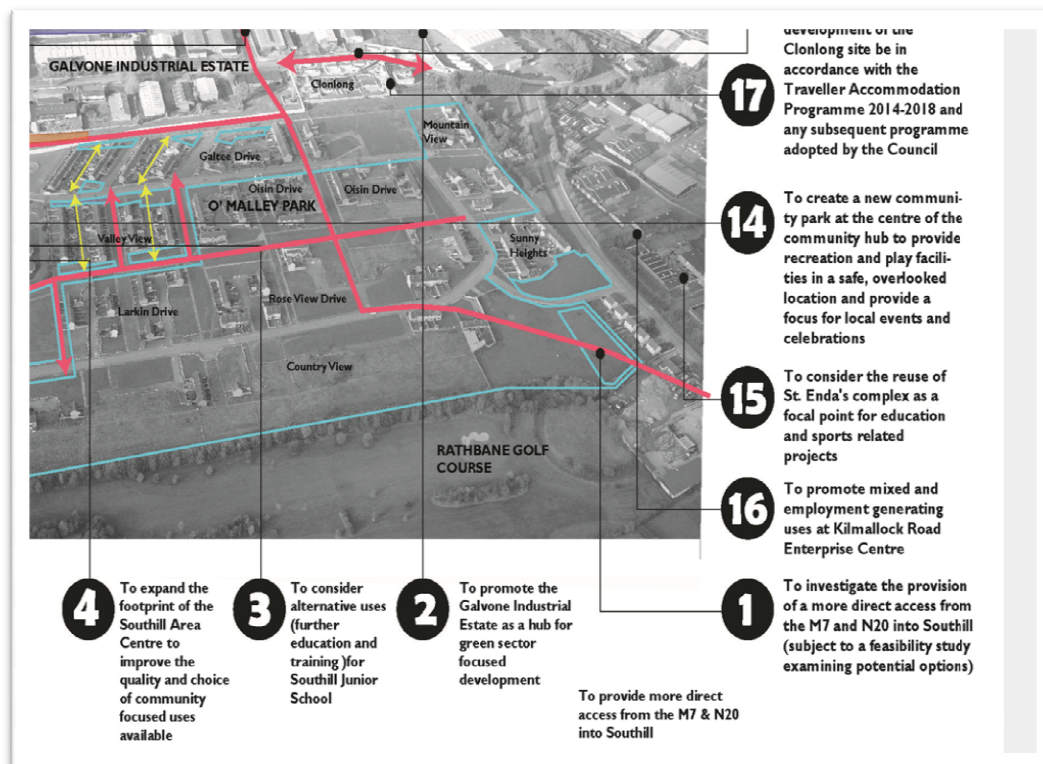 GALVONE INDUSTRIAL ESTATE
Clonlong
Mountain
View
Galtee Drive
Oisin Drive
Oisin Drive
O' MALLEY PARK
Valley View
Sunny
Heights
Rose View Drive
Larkin Drive
Country View
RATHBANE GOLF
COURSE
development of the
Clonlong site be in
accordance with the
Traveller Accommodation
Programme 2014-2018 and
any subsequent programme
adopted by the Council
17
To create a new communi-
ty park at the centre of the
community hub to provide
recreation and play facili-
ties in a safe, overlooked
location and provide a
focus for local events and
celebrations
14
To consider the reuse of
St. Enda's complex as a
focal point for education
and sports related
projects
15
To promote mixed and
employment generating
uses at Kilmallock Road
Enterprise Centre
16
To investigate the provision
of a more direct access from
the M7 and N20 into Southill
(subject to a feasibility study
examining potential options)
1
4
To expand the
footprint of the
Southill Area
Centre to
improve the
quality and choice
of community
focused uses
available
3
To consider
alternative uses
(further
education and
training )for
Southill Junior
School
2
To promote the
Galvone Industrial
Estate as a hub for
green sector
focused
development
To provide more direct
access from the M7 & N20
into Southill